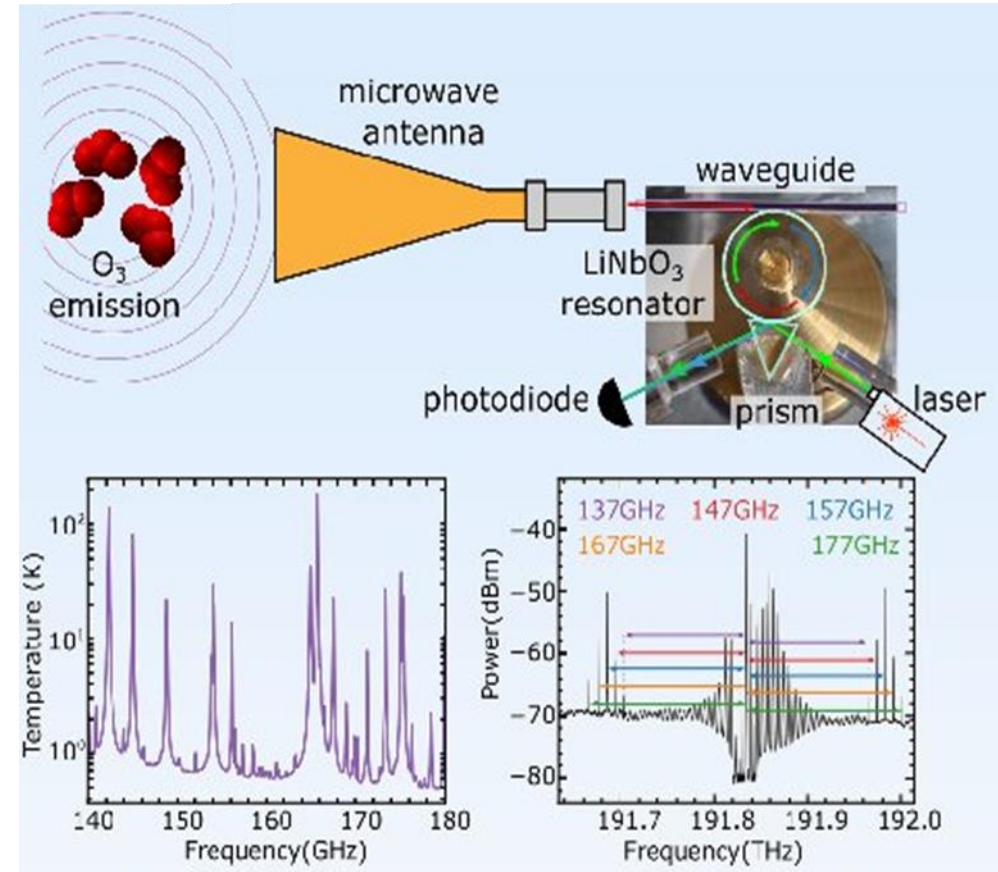 microwave
antenna
waveguide
O₃
emission
LiNbO₃
resonator
photodiode
prism
laser
Temperature (K)
10²
10¹
10⁰
140 150 160 170 180
Frequency(GHz)
Power(dBm)
137GHz 147GHz 157GHz
167GHz 177GHz
−40
−50
−60
−70
−80
191.7 191.8 191.9 192.0
Frequency(THz)